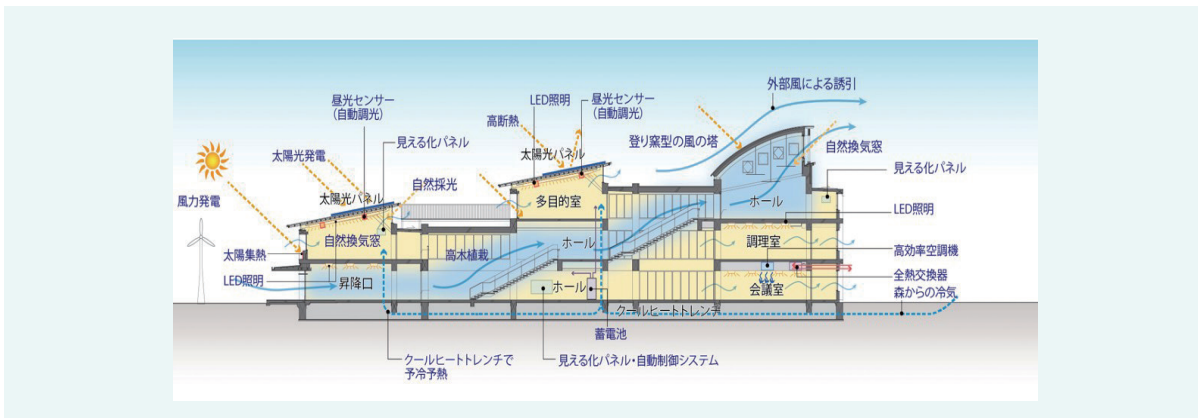 外部風による誘引
LED照明
昼光センサー
(自動調光)
昼光センサー
(自動調光)
高断熱
登り窯型の風の塔
自然換気窓
見える化パネル
太陽光発電
太陽光パネル
見える化パネル
自然採光
太陽光パネル
風力発電
多目的室
ホール
LED照明
自然換気窓
ホール
調理室
高効率空調機
太陽集熱
高木植栽
全熱交換器
LED照明
昇降口
ホール
会議室
森からの冷気
クールヒートトレンチ
蓄電池
クールヒートトレンチで
予冷予熱
見える化パネル・自動制御システム